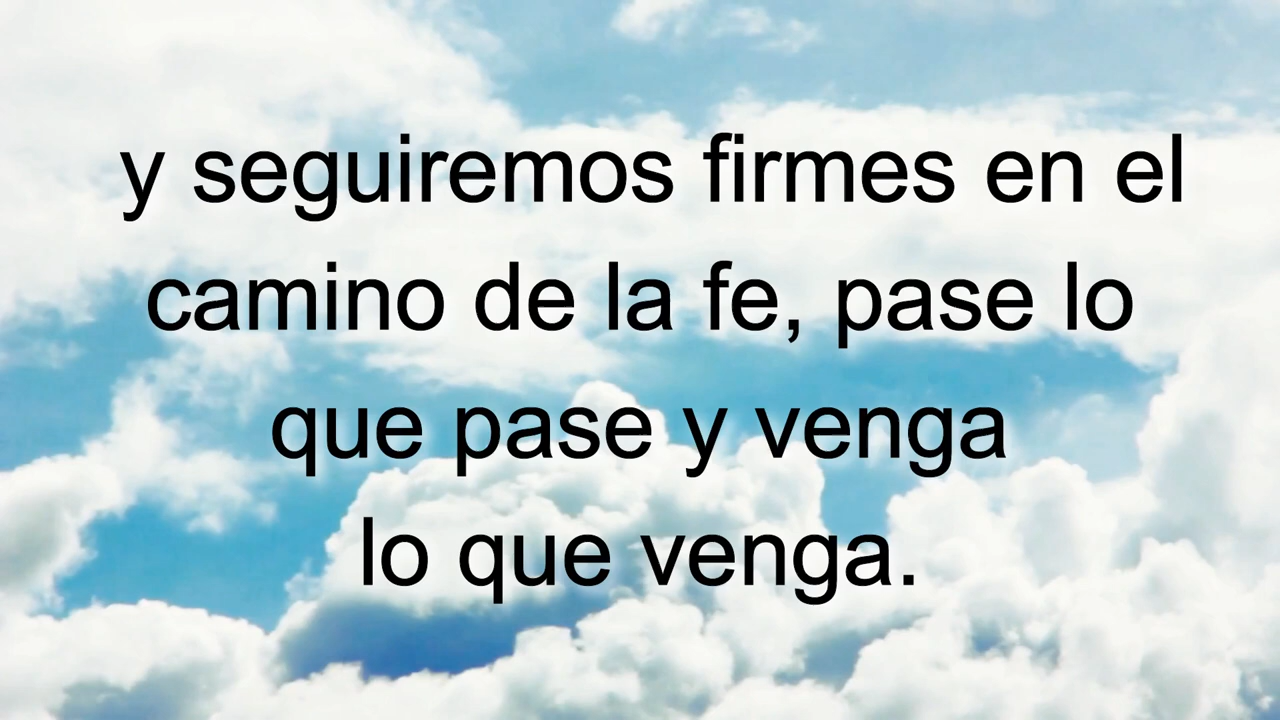 y seguiremos firmes en el
camino de la fe, pase lo
que pase y venga
lo que venga.